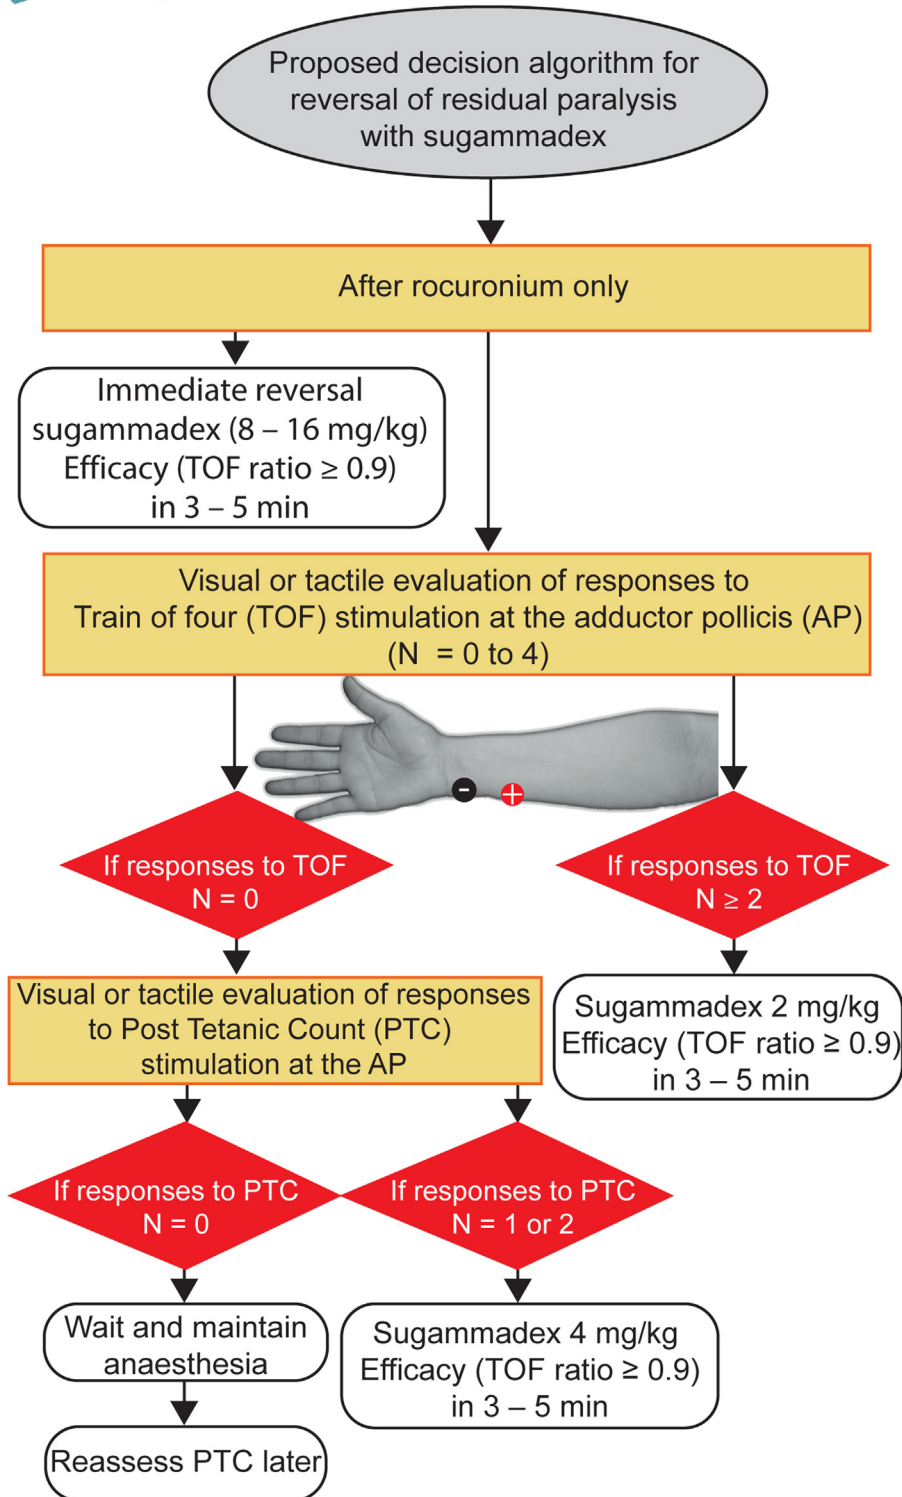 Proposed decision algorithm for
reversal of residual paralysis
with sugammadex
After rocuronium only
Immediate reversal
sugammadex (8 – 16 mg/kg)
Efficacy (TOF ratio ≥ 0.9)
in 3 – 5 min
Visual or tactile evaluation of responses to
Train of four (TOF) stimulation at the adductor pollicis (AP)
(N = 0 to 4)
- +
If responses to TOF
N = 0
If responses to TOF
N ≥ 2
Visual or tactile evaluation of responses
to Post Tetanic Count (PTC)
stimulation at the AP
Sugammadex 2 mg/kg
Efficacy (TOF ratio ≥ 0.9)
in 3 – 5 min
If responses to PTC
N = 0
If responses to PTC
N = 1 or 2
Wait and maintain
anaesthesia
Sugammadex 4 mg/kg
Efficacy (TOF ratio ≥ 0.9)
in 3 – 5 min
Reassess PTC later